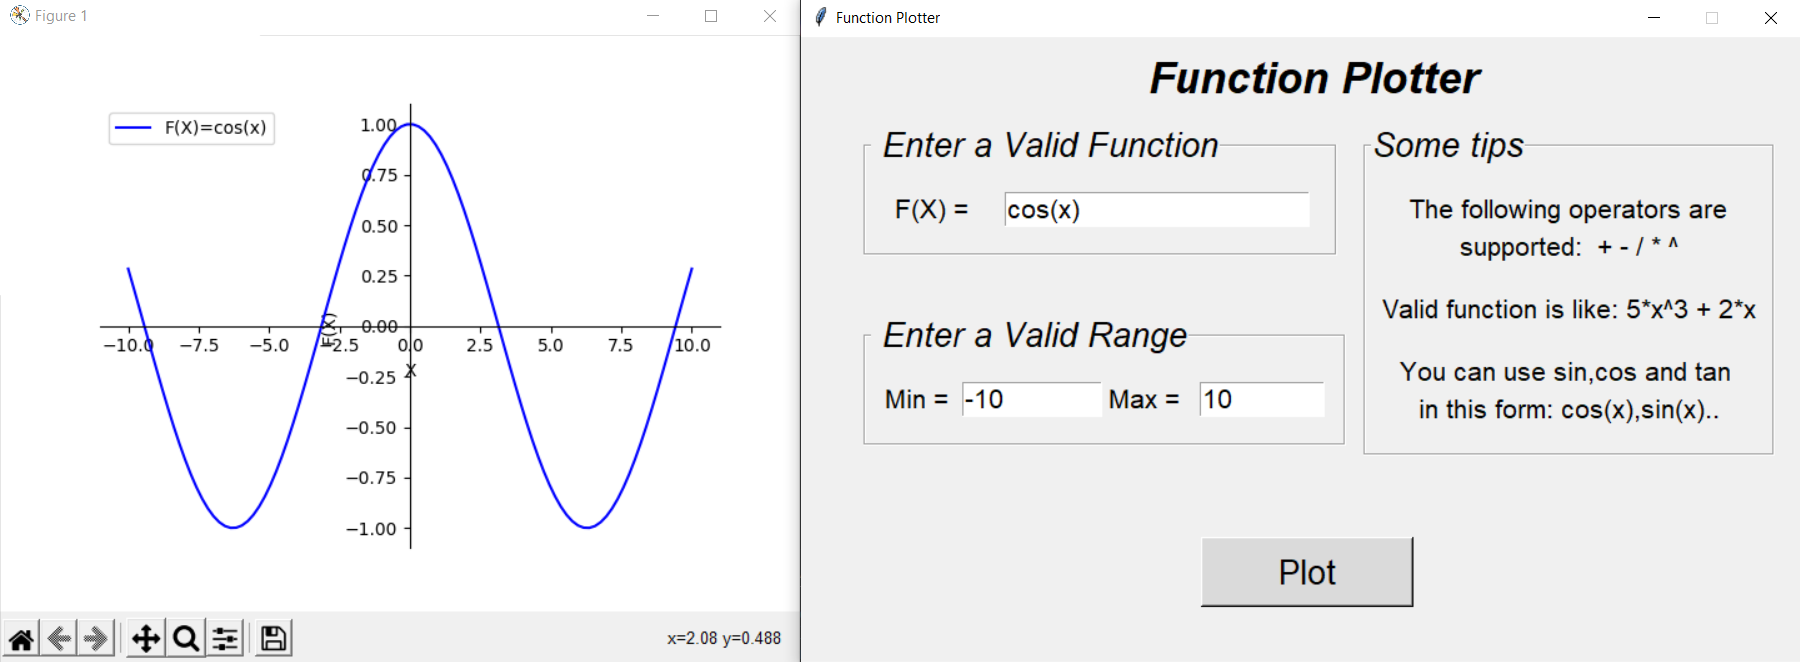 Figure 1
F(X)=cos(x)
1.00
0.75
0.50
0.25
0.00
−10.0 −7.5 −5.0 −2.5 0.0 2.5 5.0 7.5 10.0
F(X)
X
−0.25
−0.50
−0.75
−1.00
x=2.08 y=0.488
Function Plotter
Function Plotter
Enter a Valid Function
F(X) = cos(x)
Enter a Valid Range
Min = -10 Max = 10
Some tips
The following operators are
supported: + - / * ^
Valid function is like: 5*x^3 + 2*x
You can use sin,cos and tan
in this form: cos(x),sin(x)..
Plot